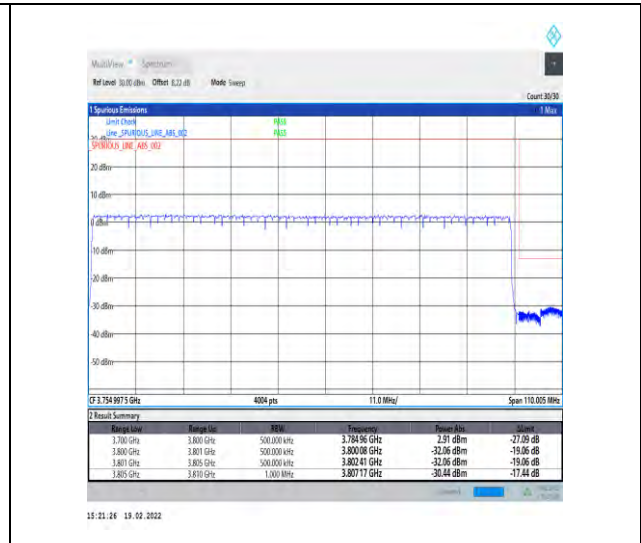 MultiView Spectrum
Ref Level 30.00 dBm Offset 8.22 dB Mode Sweep
Count 30/30
1 Spurious Emissions 1 Max
Limit Check PASS
Line _SPURIOUS_LINE_ABS_002 PASS
SPURIOUS_LINE_ABS_002
20 dBm
10 dBm
0 dBm
-10 dBm
-20 dBm
-30 dBm
-40 dBm
-50 dBm
CF 3.754 997 5 GHz 4004 pts 11.0 MHz/ Span 110.005 MHz
2 Result Summary
Range Low Range Up RBW Frequency Power Abs ΔLimit
3.700 GHz 3.800 GHz 500.000 kHz 3.784 96 GHz 2.91 dBm -27.09 dB
3.800 GHz 3.801 GHz 500.000 kHz 3.800 08 GHz -32.06 dBm -19.06 dB
3.801 GHz 3.805 GHz 500.000 kHz 3.802 41 GHz -32.06 dBm -19.06 dB
3.805 GHz 3.810 GHz 1.000 MHz 3.807 17 GHz -30.44 dBm -17.44 dB
15:21:26 19.02.2022